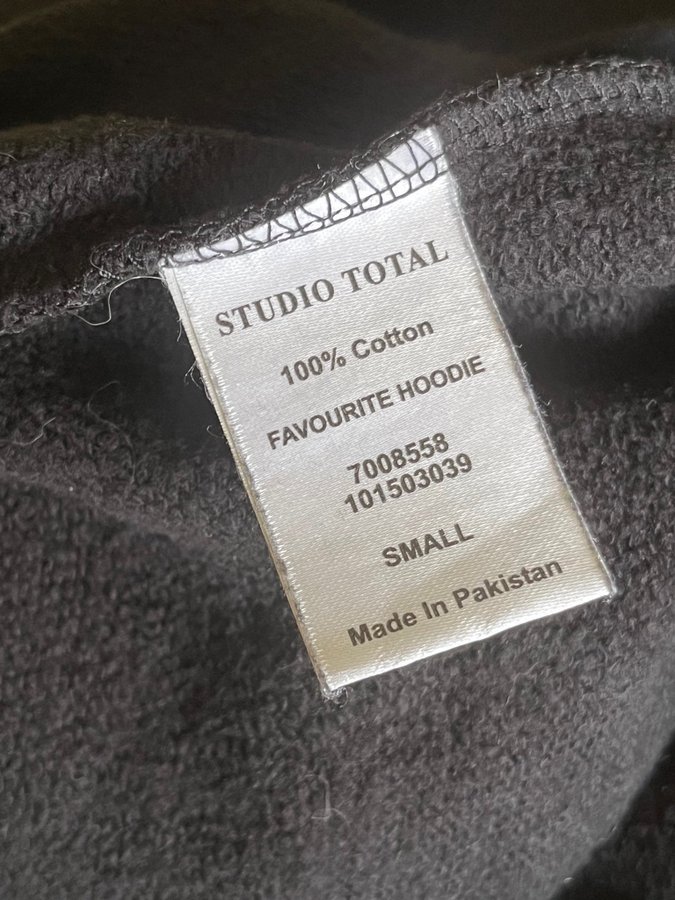 STUDIO TOTAL
100% Cotton
FAVOURITE HOODIE
7008558
101503039
SMALL
Made In Pakistan